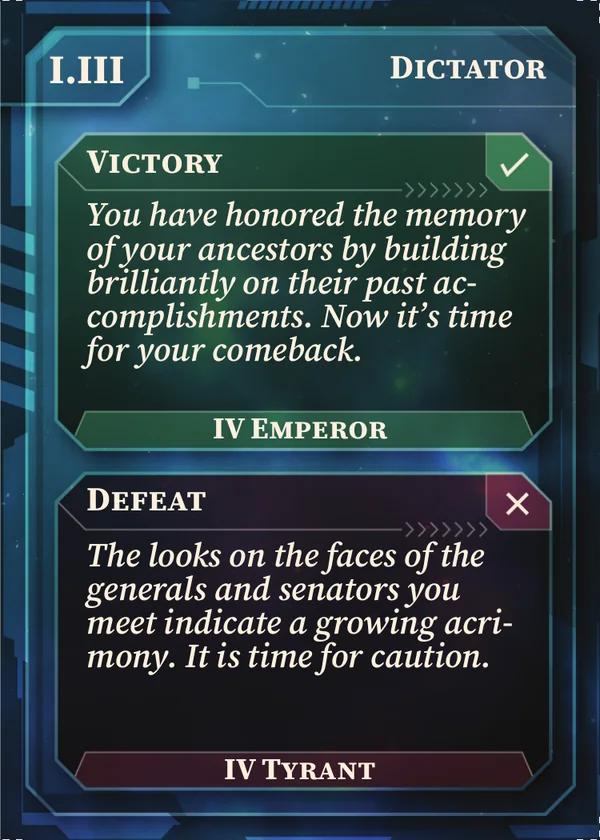 I.III
Dictator
Victory
You have honored the memory
of your ancestors by building
brilliantly on their past ac-
complishments. Now it’s time
for your comeback.
IV Emperor
Defeat
The looks on the faces of the
generals and senators you
meet indicate a growing acri-
mony. It is time for caution.
IV Tyrant